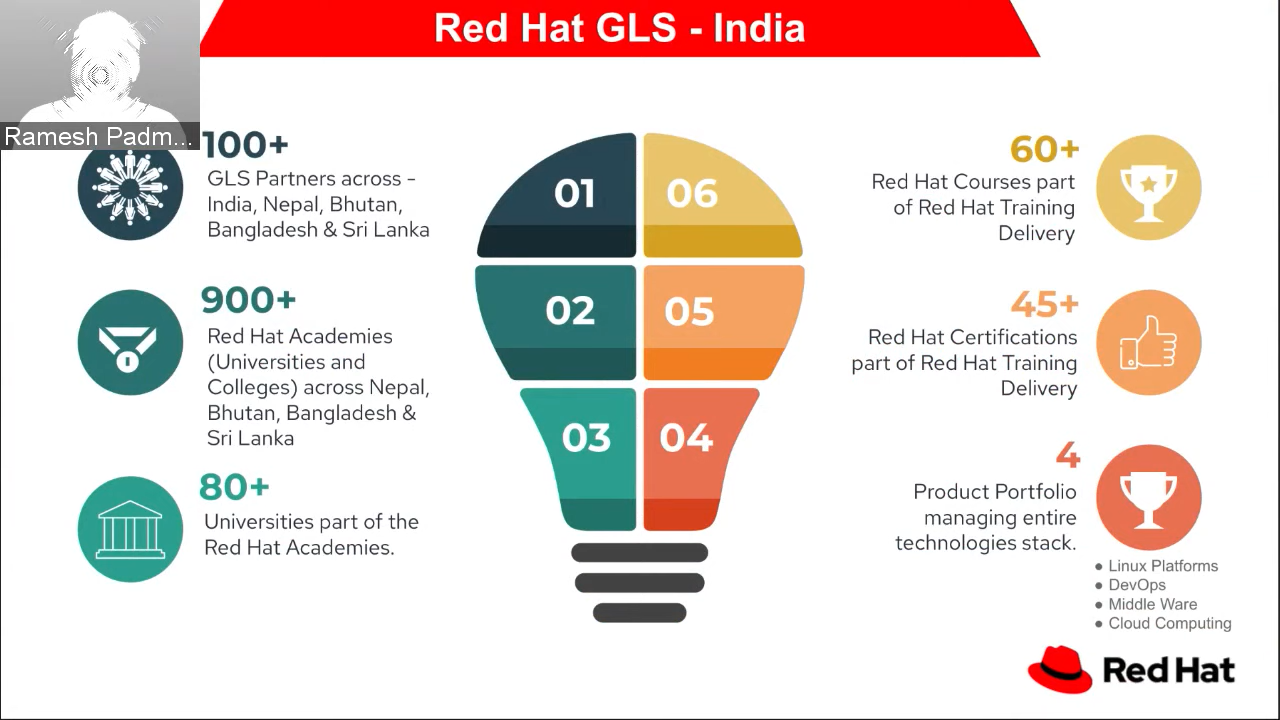 Red Hat GLS - India
Ramesh Padm...
100+
GLS Partners across -
India, Nepal, Bhutan,
Bangladesh & Sri Lanka
900+
Red Hat Academies
(Universities and
Colleges) across Nepal,
Bhutan, Bangladesh &
Sri Lanka
80+
Universities part of the
Red Hat Academies.
01
06
02
05
03
04
60+
Red Hat Courses part
of Red Hat Training
Delivery
45+
Red Hat Certifications
part of Red Hat Training
Delivery
4
Product Portfolio
managing entire
technologies stack.
● Linux Platforms
● DevOps
● Middle Ware
● Cloud Computing
Red Hat